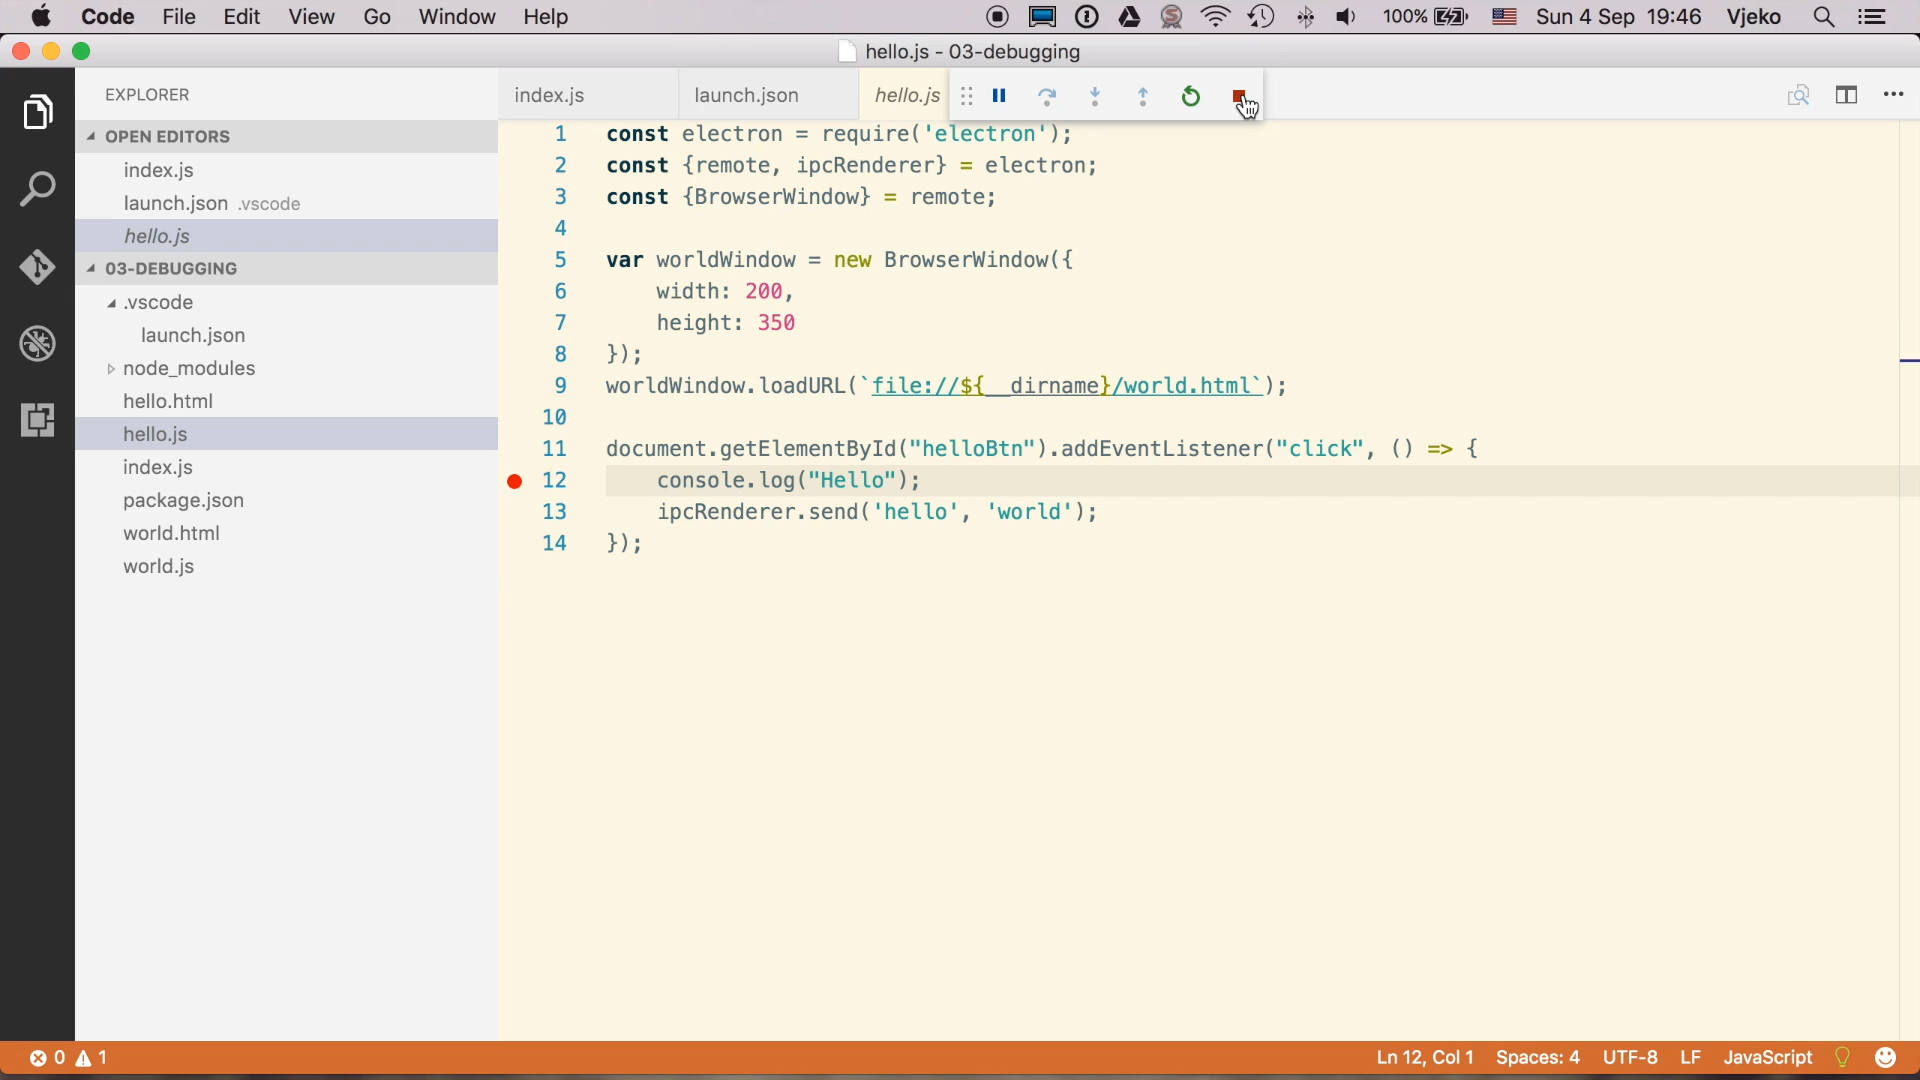 Code File Edit View Go Window Help 100% Sun 4 Sep 19:46 Vjeko
hello.js - 03-debugging
EXPLORER
OPEN EDITORS
index.js
launch.json .vscode
hello.js
03-DEBUGGING
.vscode
launch.json
node_modules
hello.html
hello.js
index.js
package.json
world.html
world.js
index.js launch.json hello.js
1 const electron = require('electron');
2 const {remote, ipcRenderer} = electron;
3 const {BrowserWindow} = remote;
4
5 var worldWindow = new BrowserWindow({
6 width: 200,
7 height: 350
8 });
9 worldWindow.loadURL(`file://${__dirname}/world.html`);
10
11 document.getElementById("helloBtn").addEventListener("click", () => {
12 console.log("Hello");
13 ipcRenderer.send('hello', 'world');
14 });
0 1 Ln 12, Col 1 Spaces: 4 UTF-8 LF JavaScript